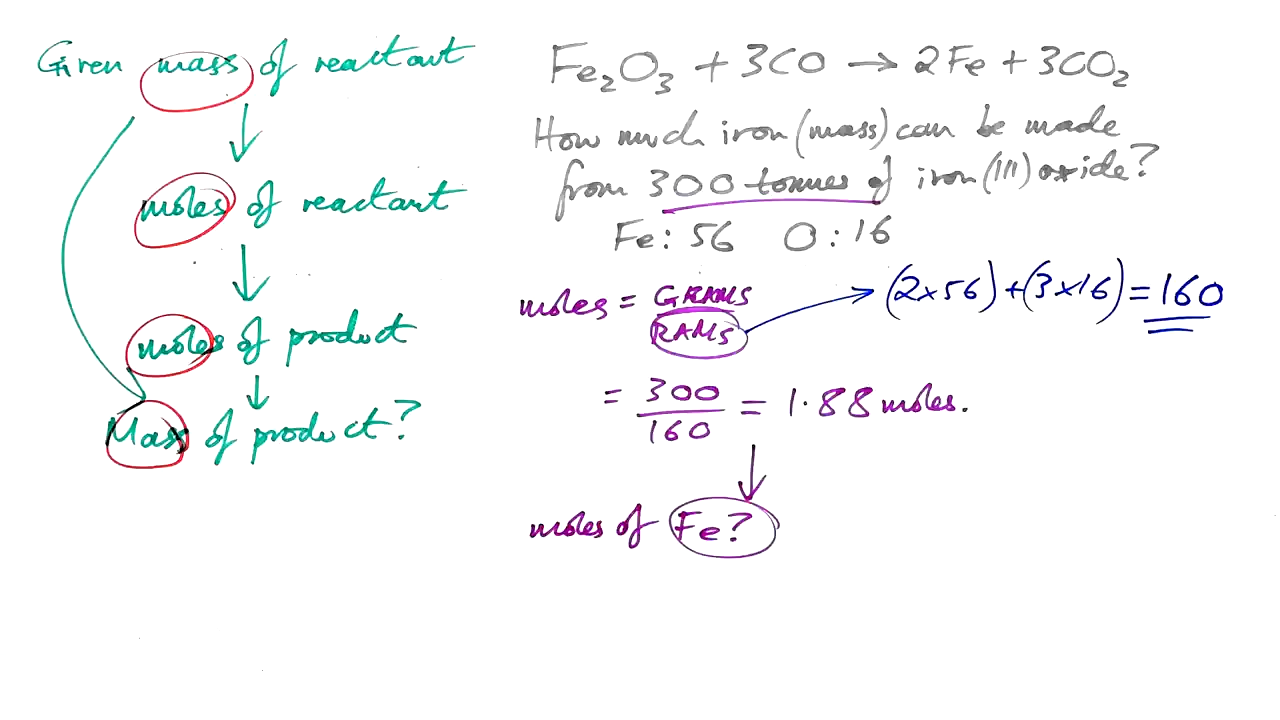 Given mass of reactant
moles of reactant
moles of product
Mass of product?
Fe₂O₃ + 3CO → 2Fe + 3CO₂
How much iron (mass) can be made
from 300 tonnes of iron (III) oxide?
Fe: 56 O: 16
moles = GRAMS
RAMS
(2×56)+(3×16)=160
= 300
160
= 1.88 moles.
moles of Fe?